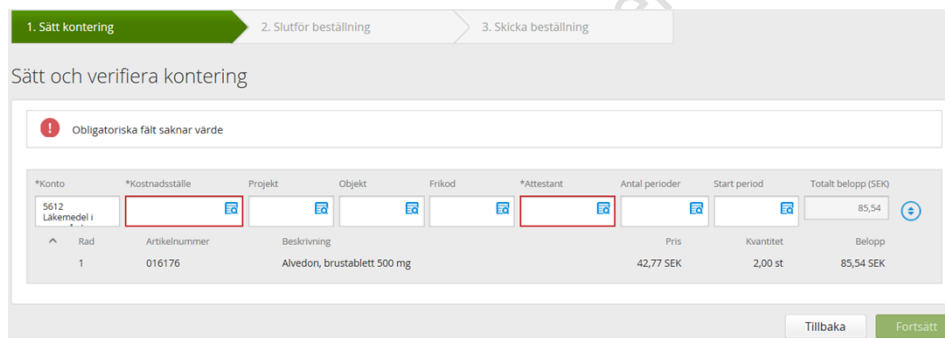 1. Sätt kontering
2. Slutför beställning
3. Skicka beställning
Sätt och verifiera kontering
Obligatoriska fält saknar värde
*Konto *Kostnadsställe Projekt Objekt Frikod *Attestant Antal perioder Start period Totalt belopp (SEK)
5612
Läkemedel i
85,54
Rad Artikelnummer Beskrivning Pris Kvantitet Belopp
1 016176 Alvedon, brustablett 500 mg 42,77 SEK 2,00 st 85,54 SEK
Tillbaka
Fortsätt